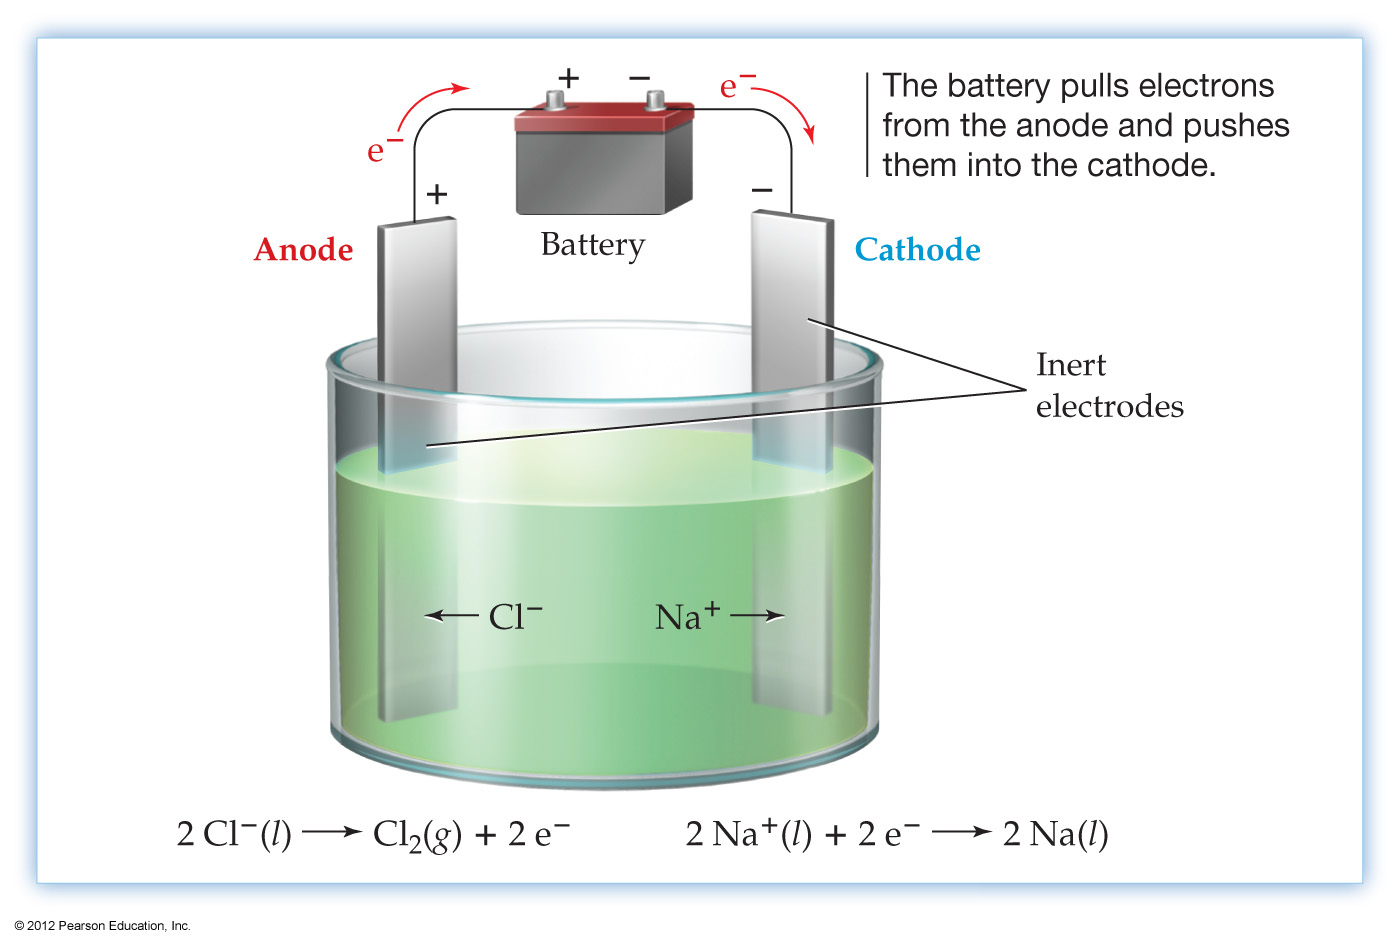 + −
e⁻
The battery pulls electrons
from the anode and pushes
them into the cathode.
e⁻
+
−
Anode
Battery
Cathode
Inert
electrodes
← Cl⁻
Na⁺ →
2 Cl⁻(l) ⟶ Cl₂(g) + 2 e⁻
2 Na⁺(l) + 2 e⁻ ⟶ 2 Na(l)
© 2012 Pearson Education, Inc.